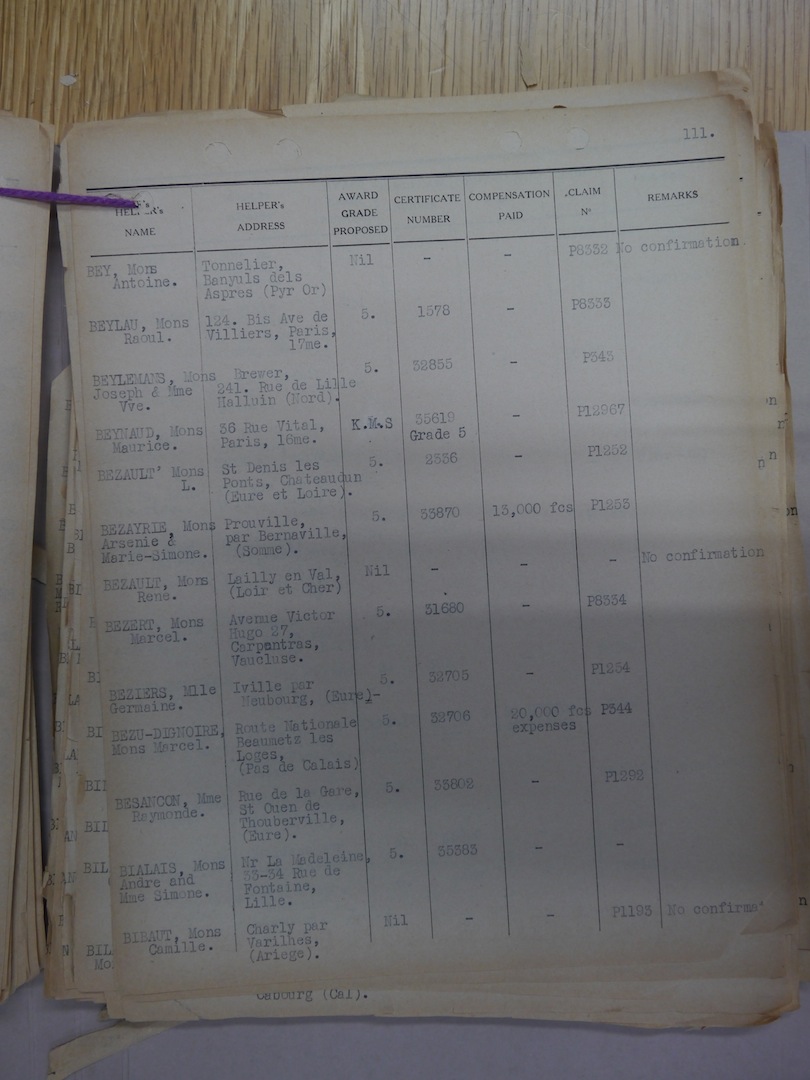 111.
HELPER's NAME | HELPER's ADDRESS | AWARD GRADE PROPOSED | CERTIFICATE NUMBER | COMPENSATION PAID | CLAIM N° | REMARKS
BEY, Mons | Tonnelier, | Nil | - | - | P8332 | No confirmation
Antoine. | Banyuls dels
Aspres (Pyr Or)
BEYLAU, Mons | 124. Bis Ave de | 5. | 1578 | - | P8333
Raoul. | Villiers, Paris,
17me.
BEYLEMANS, Mons | Brewer, | 5. | 32855 | - | P343
Joseph & Mme | 241. Rue de Lille
Vve. | Halluin (Nord).
BEYNAUD, Mons | 36 Rue Vital, | K.M.S | 35619 | - | P12967
Maurice. | Paris, 16me. | Grade 5
BEZAULT' Mons | St Denis les | 5. | 2336 | - | P1252
L. | Ponts, Chateaudun
(Eure et Loire).
BEZAYRIE, Mons | Prouville, | 5. | 33870 | 13,000 fcs | P1253
Arsenie & | par Bernaville,
Marie-Simone. | (Somme).
BEZAULT, Mons | Lailly en Val, | Nil | - | - | - | No confirmation
Rene. | (Loir et Cher)
BEZERT, Mons | Avenue Victor | 5. | 31680 | - | P8334
Marcel. | Hugo 27,
Carpentras,
Vaucluse.
BEZIERS, Mlle | Iville par | 5. | 32705 | - | P1254
Germaine. | Neubourg, (Eure)-
BEZU-DIGNOIRE, | Route Nationale | 5. | 32706 | 20,000 fcs | P344
Mons Marcel. | Beaumetz les | expenses
Loges,
(Pas de Calais)
BESANCON, Mme | Rue de la Gare, | 5. | 33802 | - | P1292
Raymonde. | St Ouen de
Thouberville,
(Eure).
BIALAIS, Mons | Nr La Madeleine, | 5. | 35383 | - | -
Andre and | 33-34 Rue de
Mme Simone. | Fontaine,
Lille.
BIBAUT, Mons | Charly par | Nil | - | - | P1193 | No confirmat
Camille. | Varilhes,
(Ariege).
Cabourg (Cal).